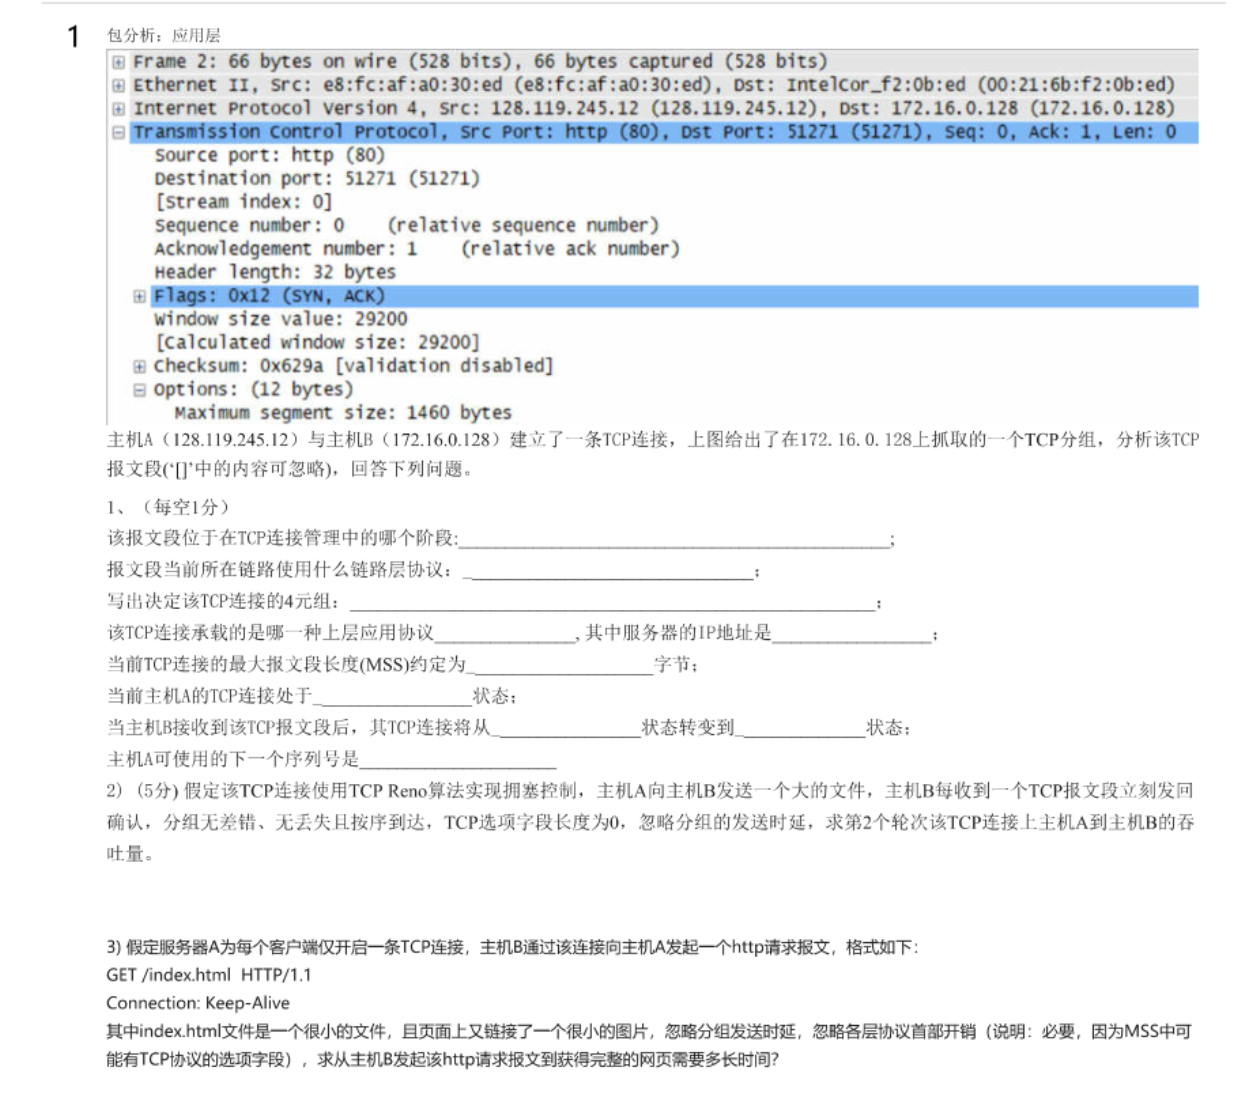 1
包分析：应用层
Frame 2: 66 bytes on wire (528 bits), 66 bytes captured (528 bits)
Ethernet II, Src: e8:fc:af:a0:30:ed (e8:fc:af:a0:30:ed), Dst: IntelCor_f2:0b:ed (00:21:6b:f2:0b:ed)
Internet Protocol Version 4, Src: 128.119.245.12 (128.119.245.12), Dst: 172.16.0.128 (172.16.0.128)
Transmission Control Protocol, Src Port: http (80), Dst Port: 51271 (51271), Seq: 0, Ack: 1, Len: 0
Source port: http (80)
Destination port: 51271 (51271)
[Stream index: 0]
Sequence number: 0    (relative sequence number)
Acknowledgement number: 1    (relative ack number)
Header length: 32 bytes
Flags: 0x12 (SYN, ACK)
Window size value: 29200
[Calculated window size: 29200]
Checksum: 0x629a [validation disabled]
Options: (12 bytes)
Maximum segment size: 1460 bytes
主机A（128.119.245.12）与主机B（172.16.0.128）建立了一条TCP连接，上图给出了在172.16.0.128上抓取的一个TCP分组，分析该TCP
报文段('[]'中的内容可忽略)，回答下列问题。
1、（每空1分）
该报文段位于在TCP连接管理中的哪个阶段:____________________;
报文段当前所在链路使用什么链路层协议：____________________;
写出决定该TCP连接的4元组：____________________;
该TCP连接承载的是哪一种上层应用协议____________,其中服务器的IP地址是____________;
当前TCP连接的最大报文段长度(MSS)约定为____________字节;
当前主机A的TCP连接处于____________状态;
当主机B接收到该TCP报文段后，其TCP连接将从____________状态转变到____________状态;
主机A可使用的下一个序列号是____________
2) (5分) 假定该TCP连接使用TCP Reno算法实现拥塞控制，主机A向主机B发送一个大的文件，主机B每收到一个TCP报文段立刻发回
确认，分组无差错、无丢失且按序到达，TCP选项字段长度为0，忽略分组的发送时延，求第2个轮次该TCP连接上主机A到主机B的吞
吐量。
3) 假定服务器A为每个客户端仅开启一条TCP连接，主机B通过该连接向主机A发起一个http请求报文，格式如下：
GET /index.html  HTTP/1.1
Connection: Keep-Alive
其中index.html文件是一个很小的文件，且页面上又链接了一个很小的图片，忽略分组发送时延，忽略各层协议首部开销（说明：必要，因为MSS中可
能有TCP协议的选项字段），求从主机B发起该http请求报文到获得完整的网页需要多长时间?